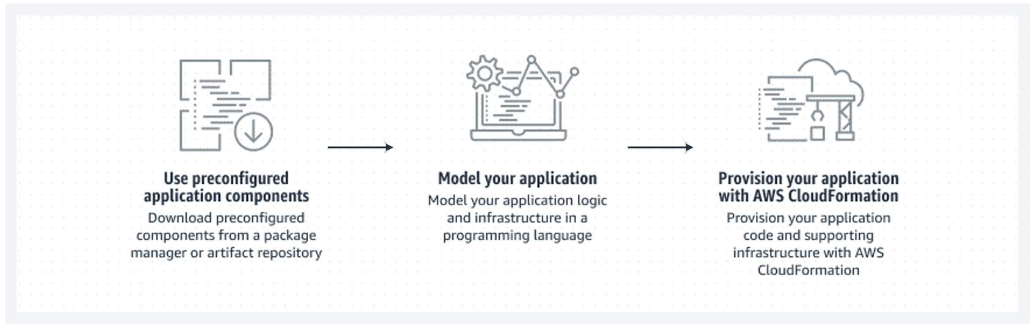 Use preconfigured
application components
Download preconfigured
components from a package
manager or artifact repository
Model your application
Model your application logic
and infrastructure in a
programming language
Provision your application
with AWS CloudFormation
Provision your application
code and supporting
infrastructure with AWS
CloudFormation